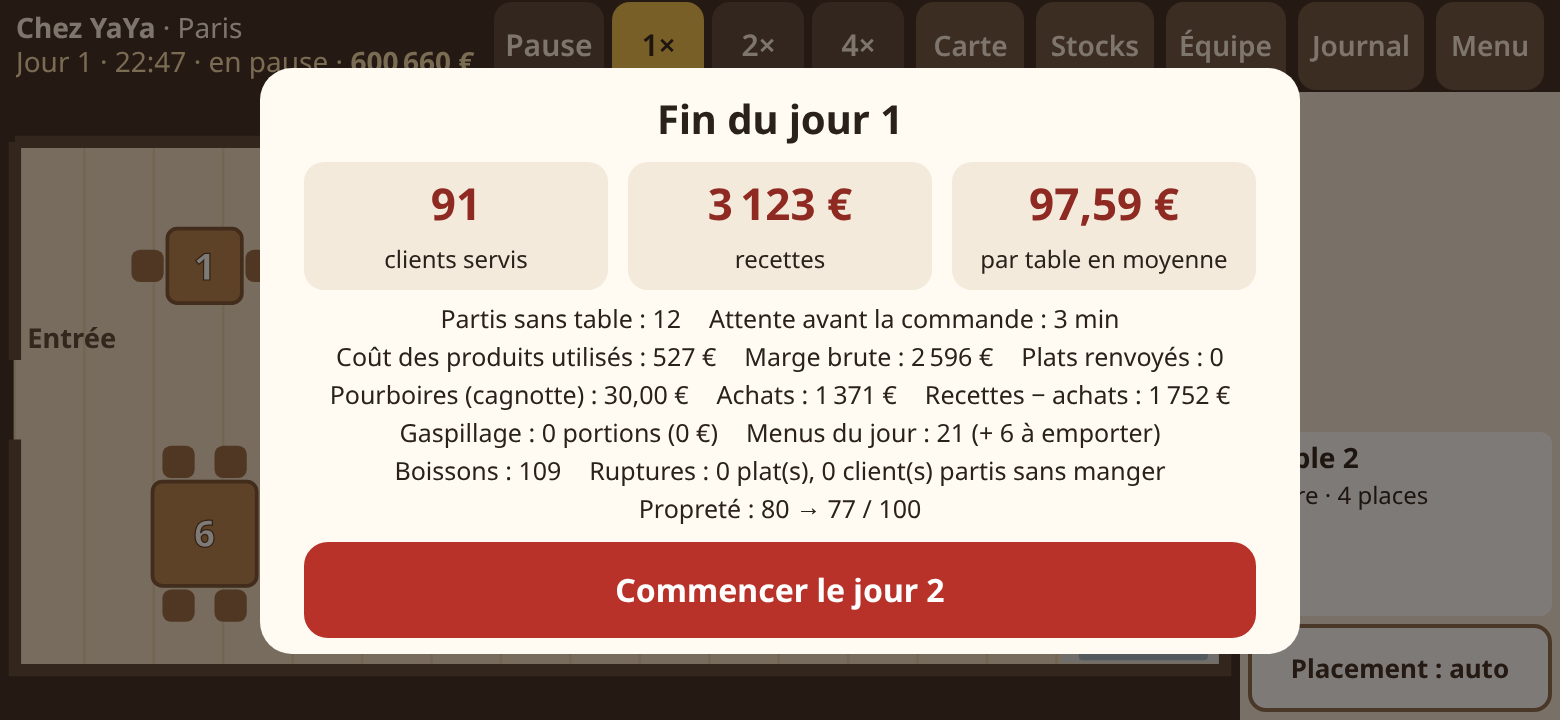 Chez YaYa · Paris
Jour 1 · 22:47 · en pause · 600 660 €
Pause
1×
2×
4×
Carte
Stocks
Équipe
Journal
Menu
Fin du jour 1
91
clients servis
3 123 €
recettes
97,59 €
par table en moyenne
Partis sans table : 12 Attente avant la commande : 3 min
Coût des produits utilisés : 527 € Marge brute : 2 596 € Plats renvoyés : 0
Pourboires (cagnotte) : 30,00 € Achats : 1 371 € Recettes − achats : 1 752 €
Gaspillage : 0 portions (0 €) Menus du jour : 21 (+ 6 à emporter)
Boissons : 109 Ruptures : 0 plat(s), 0 client(s) partis sans manger
Propreté : 80 → 77 / 100
Commencer le jour 2
1
Entrée
6
ble 2
re · 4 places
Placement : auto